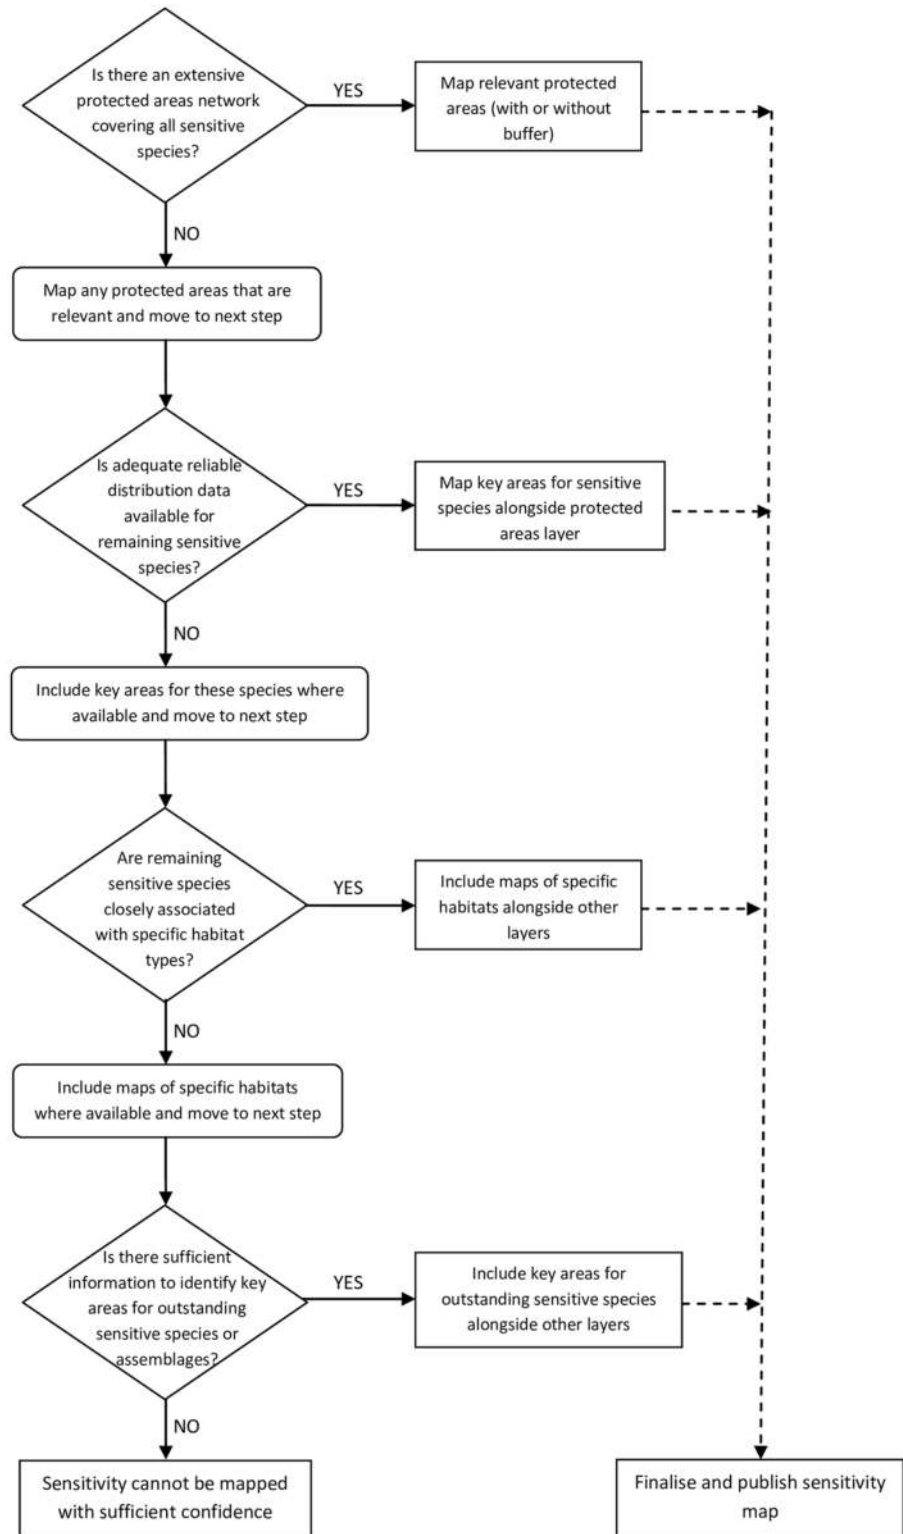 Is there an extensive
protected areas network
covering all sensitive
species?
YES
Map relevant protected
areas (with or without
buffer)
NO
Map any protected areas that are
relevant and move to next step
Is adequate reliable
distribution data
available for
remaining sensitive
species?
YES
Map key areas for sensitive
species alongside protected
areas layer
NO
Include key areas for these species where
available and move to next step
Are remaining
sensitive species
closely associated
with specific habitat
types?
YES
Include maps of specific
habitats alongside other
layers
NO
Include maps of specific habitats
where available and move to next step
Is there sufficient
information to identify key
areas for outstanding
sensitive species or
assemblages?
YES
Include key areas for
outstanding sensitive species
alongside other layers
NO
Sensitivity cannot be mapped
with sufficient confidence
Finalise and publish sensitivity
map